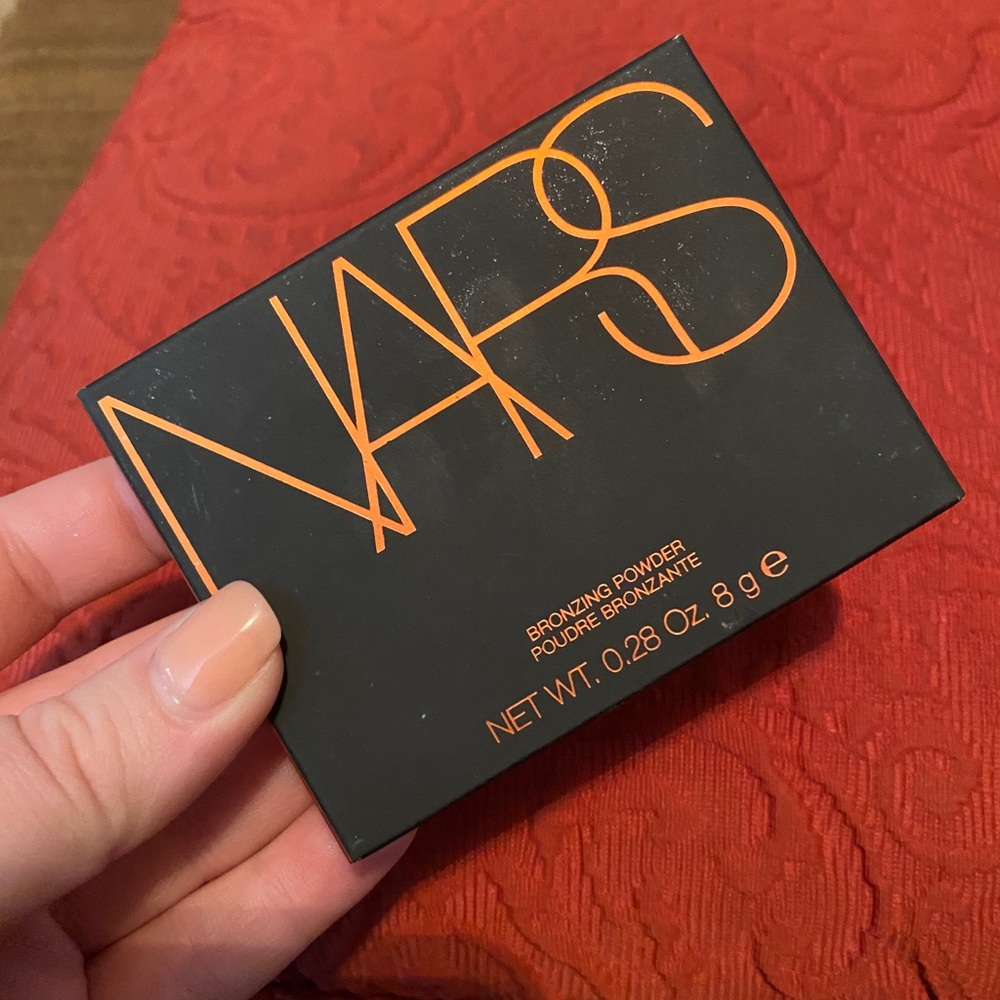 NARS
BRONZING POWDER
POUDRE BRONZANTE
NET WT. 0.28 Oz. 8 g e